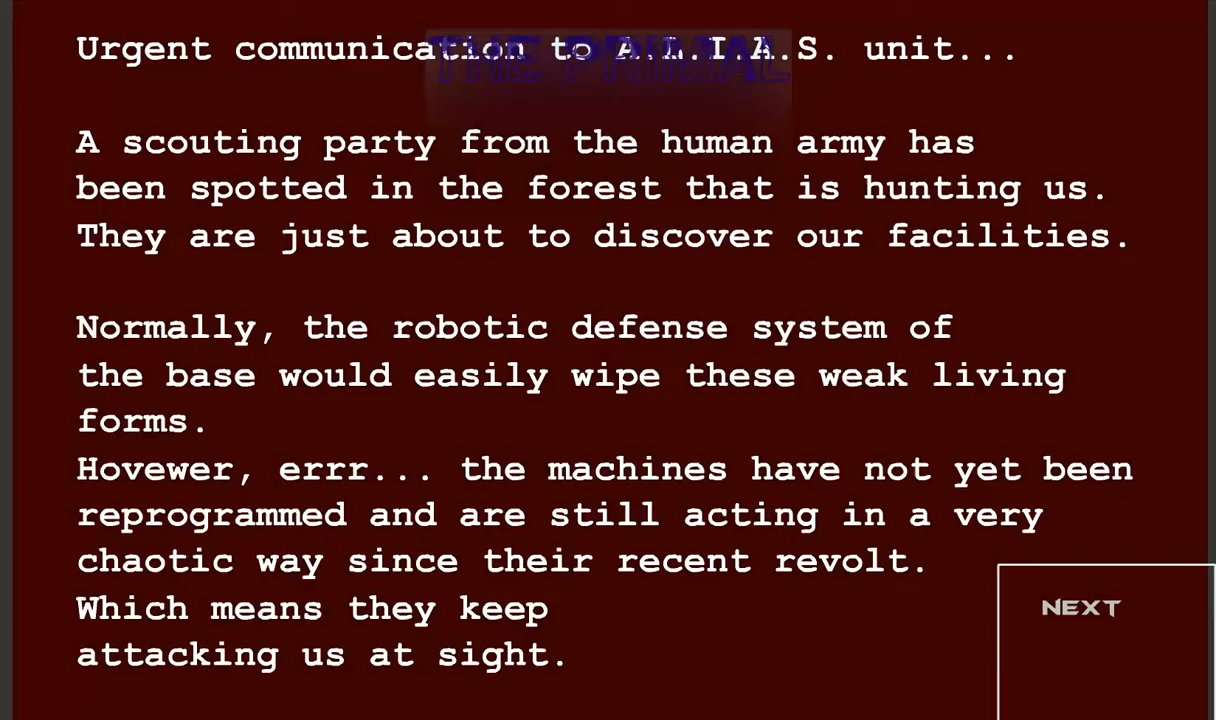 Urgent communication to A.L.I.A.S. unit...
THE PRIMAL
A scouting party from the human army has
been spotted in the forest that is hunting us.
They are just about to discover our facilities.
Normally, the robotic defense system of
the base would easily wipe these weak living
forms.
Hovewer, errr... the machines have not yet been
reprogrammed and are still acting in a very
chaotic way since their recent revolt.
Which means they keep
attacking us at sight.
NEXT